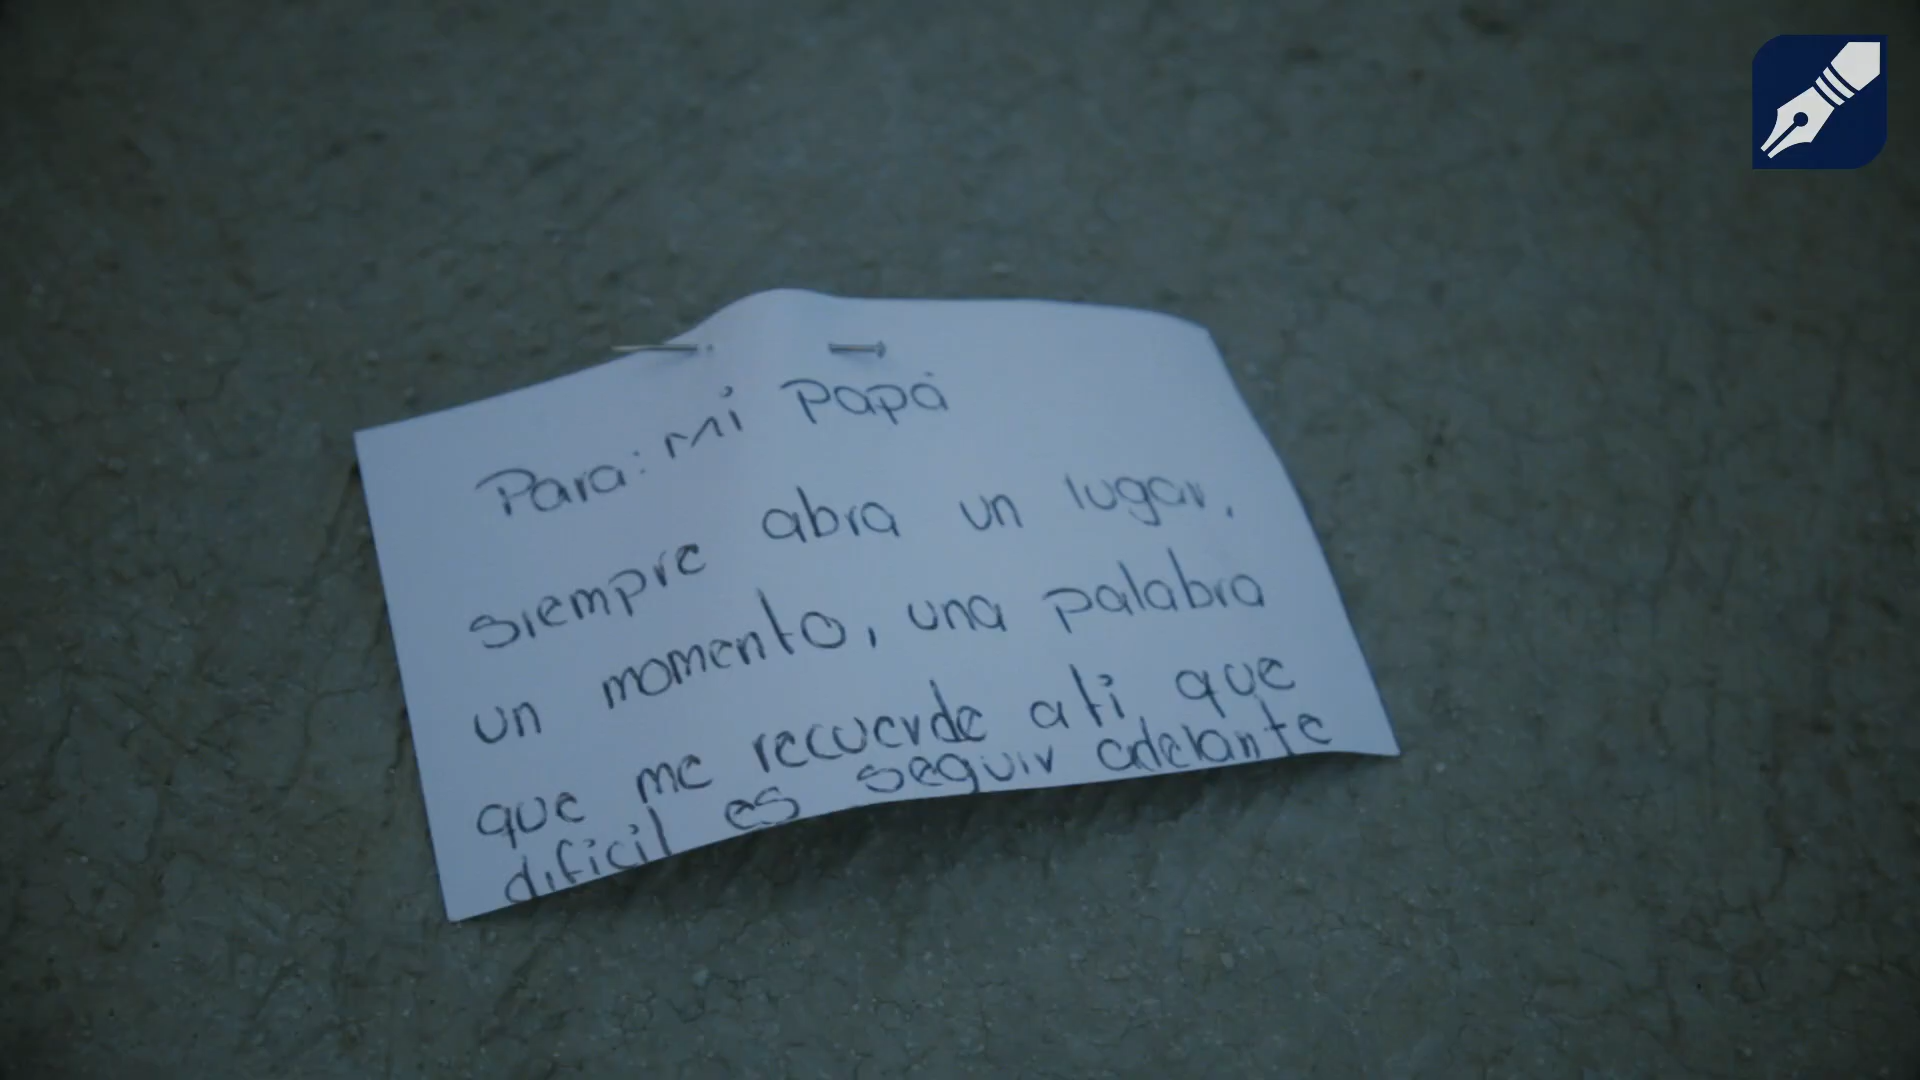 Para: Mi Papá
siempre abra un lugar,
un momento, una palabra
que me recuerde a ti, que
dificil es seguir adelante